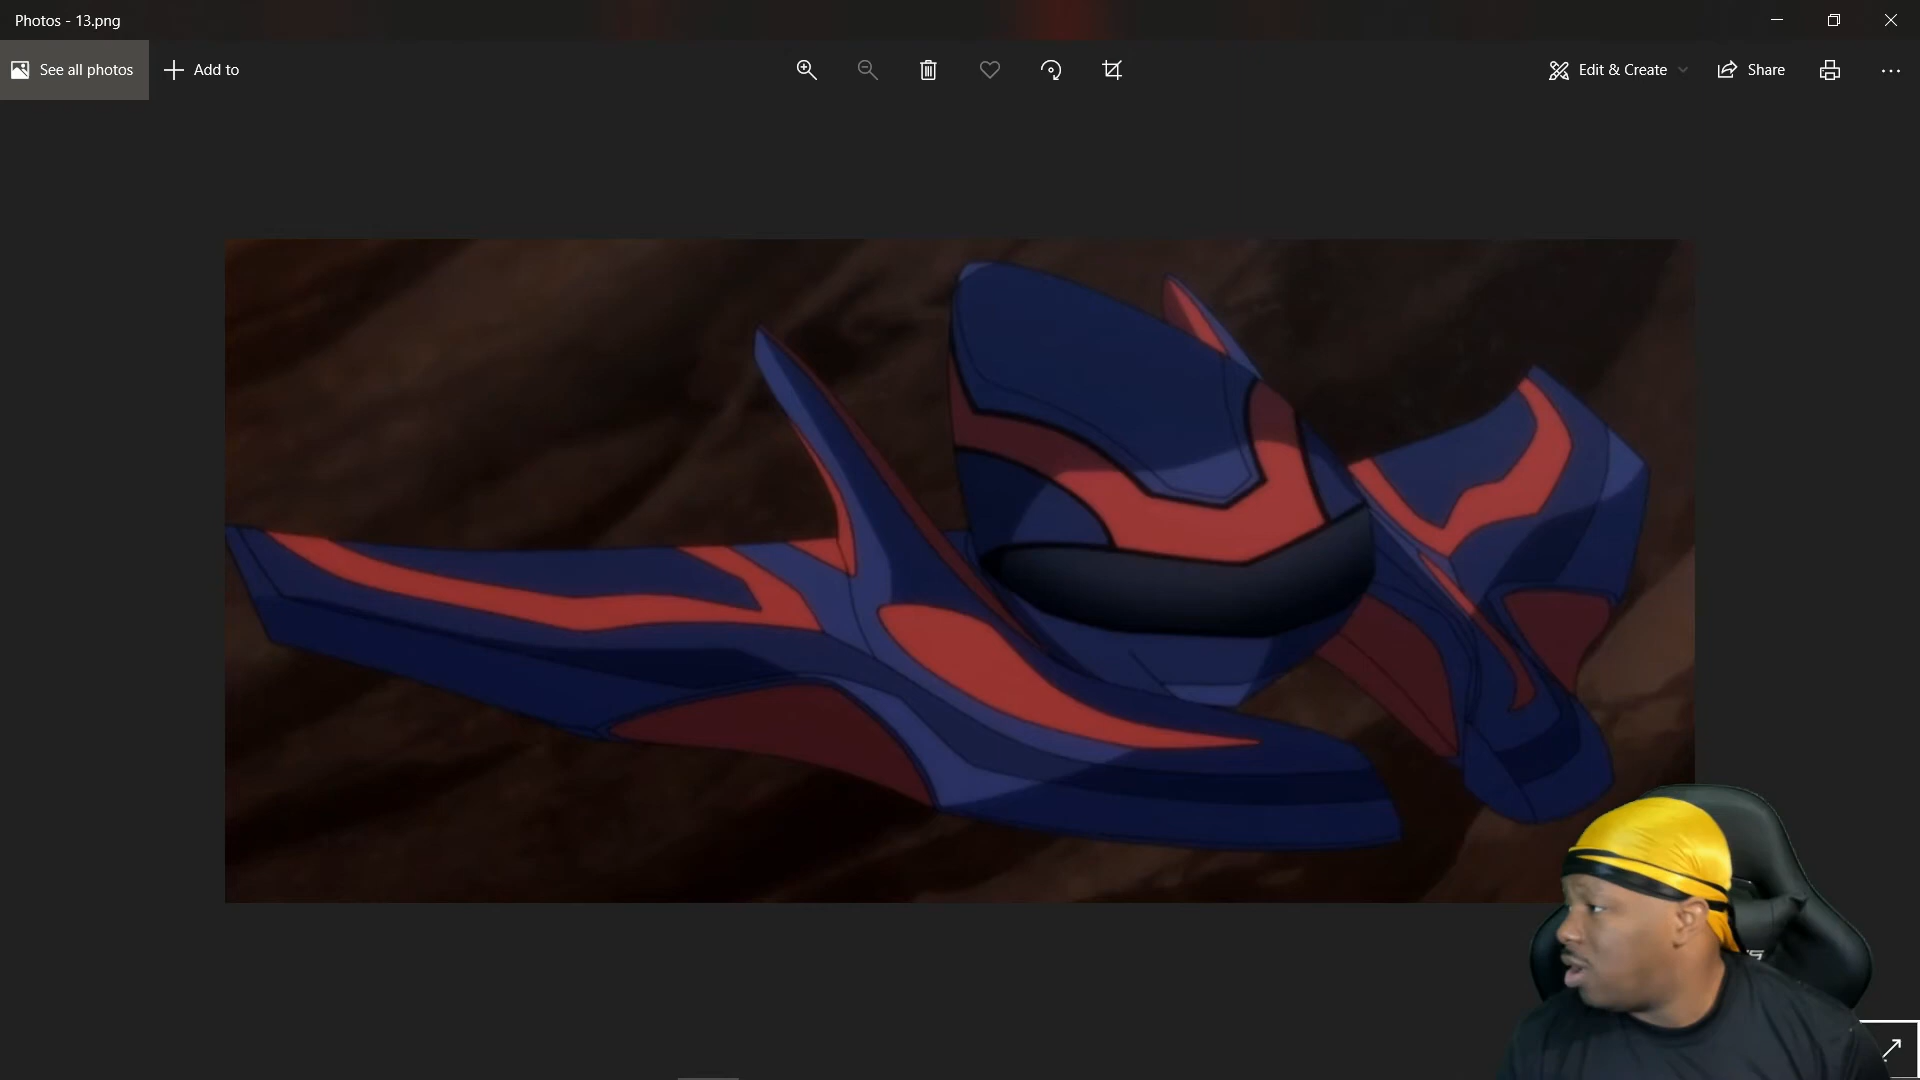 Photos - 13.png
See all photos
Add to
Edit & Create
Share